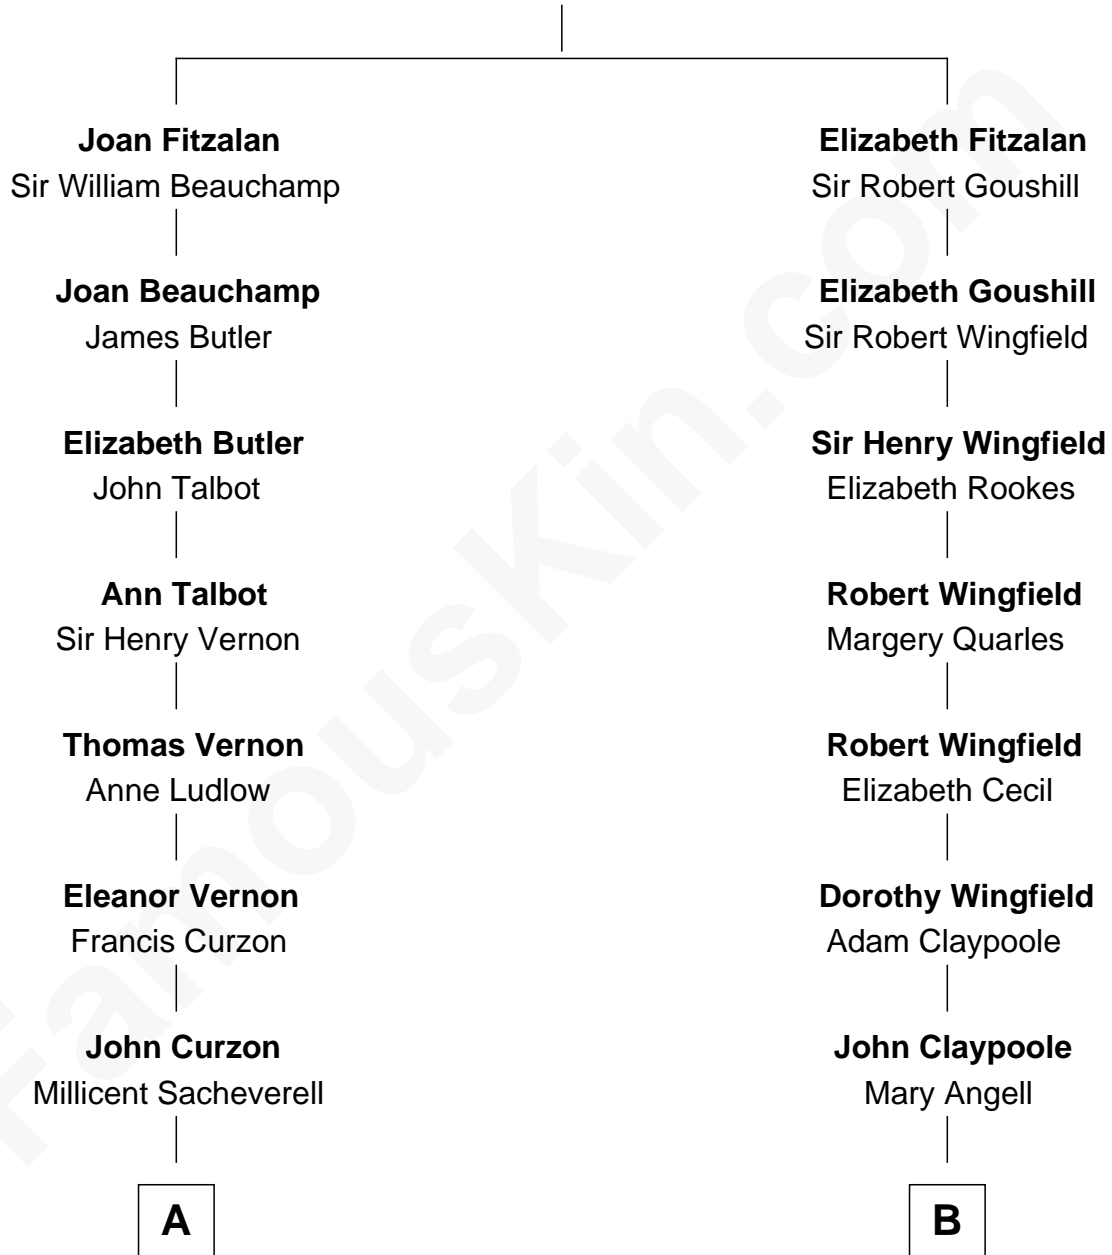 Joan Fitzalan
Sir William Beauchamp
Joan Beauchamp
James Butler
Elizabeth Butler
John Talbot
Ann Talbot
Sir Henry Vernon
Thomas Vernon
Anne Ludlow
Eleanor Vernon
Francis Curzon
John Curzon
Millicent Sacheverell
A
Elizabeth Fitzalan
Sir Robert Goushill
Elizabeth Goushill
Sir Robert Wingfield
Sir Henry Wingfield
Elizabeth Rookes
Robert Wingfield
Margery Quarles
Robert Wingfield
Elizabeth Cecil
Dorothy Wingfield
Adam Claypoole
John Claypoole
Mary Angell
B
FamousKin.com